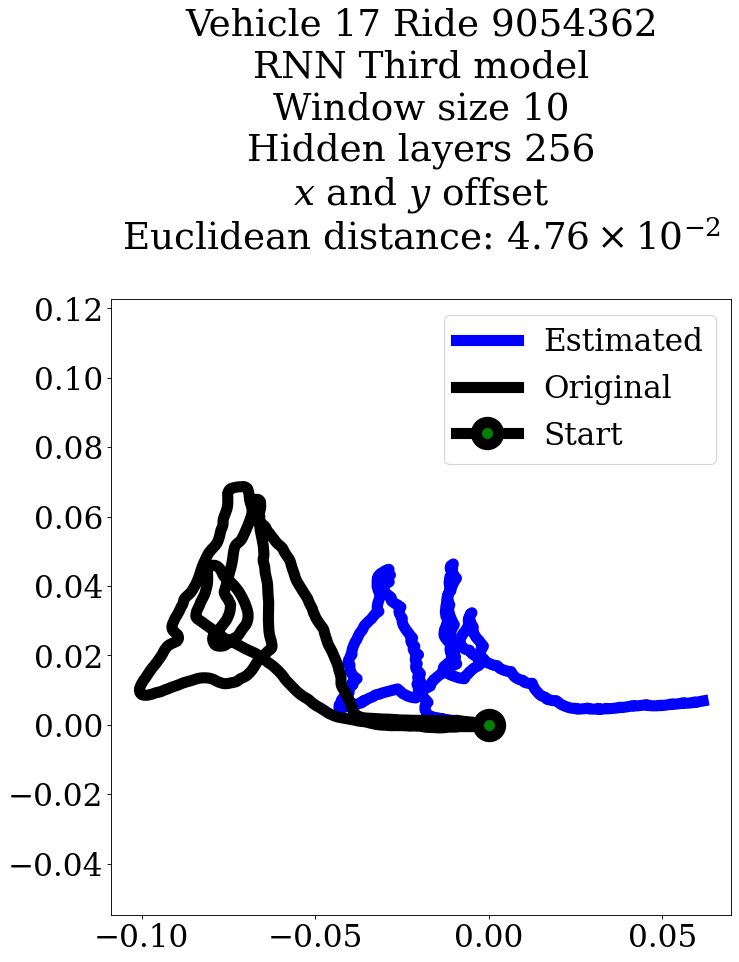 Vehicle 17 Ride 9054362
RNN Third model
Window size 10
Hidden layers 256
x and y offset
Euclidean distance: 4.76 × 10⁻²
Estimated
Original
Start
0.12
0.10
0.08
0.06
0.04
0.02
0.00
−0.02
−0.04
−0.10 −0.05 0.00 0.05